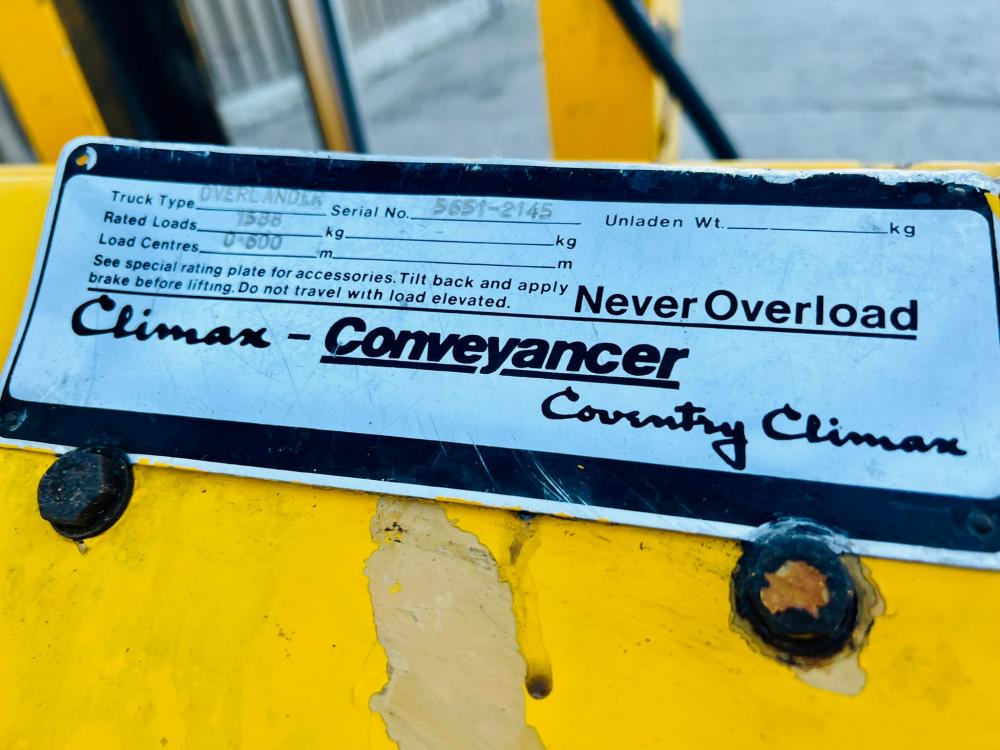 Truck Type OVERLANDER Serial No. 5651-2145 Unladen Wt. kg
Rated Loads kg kg
Load Centres 0·600 m m
See special rating plate for accessories. Tilt back and apply
brake before lifting. Do not travel with load elevated.
Never Overload
Climax - Conveyancer
Coventry Climax